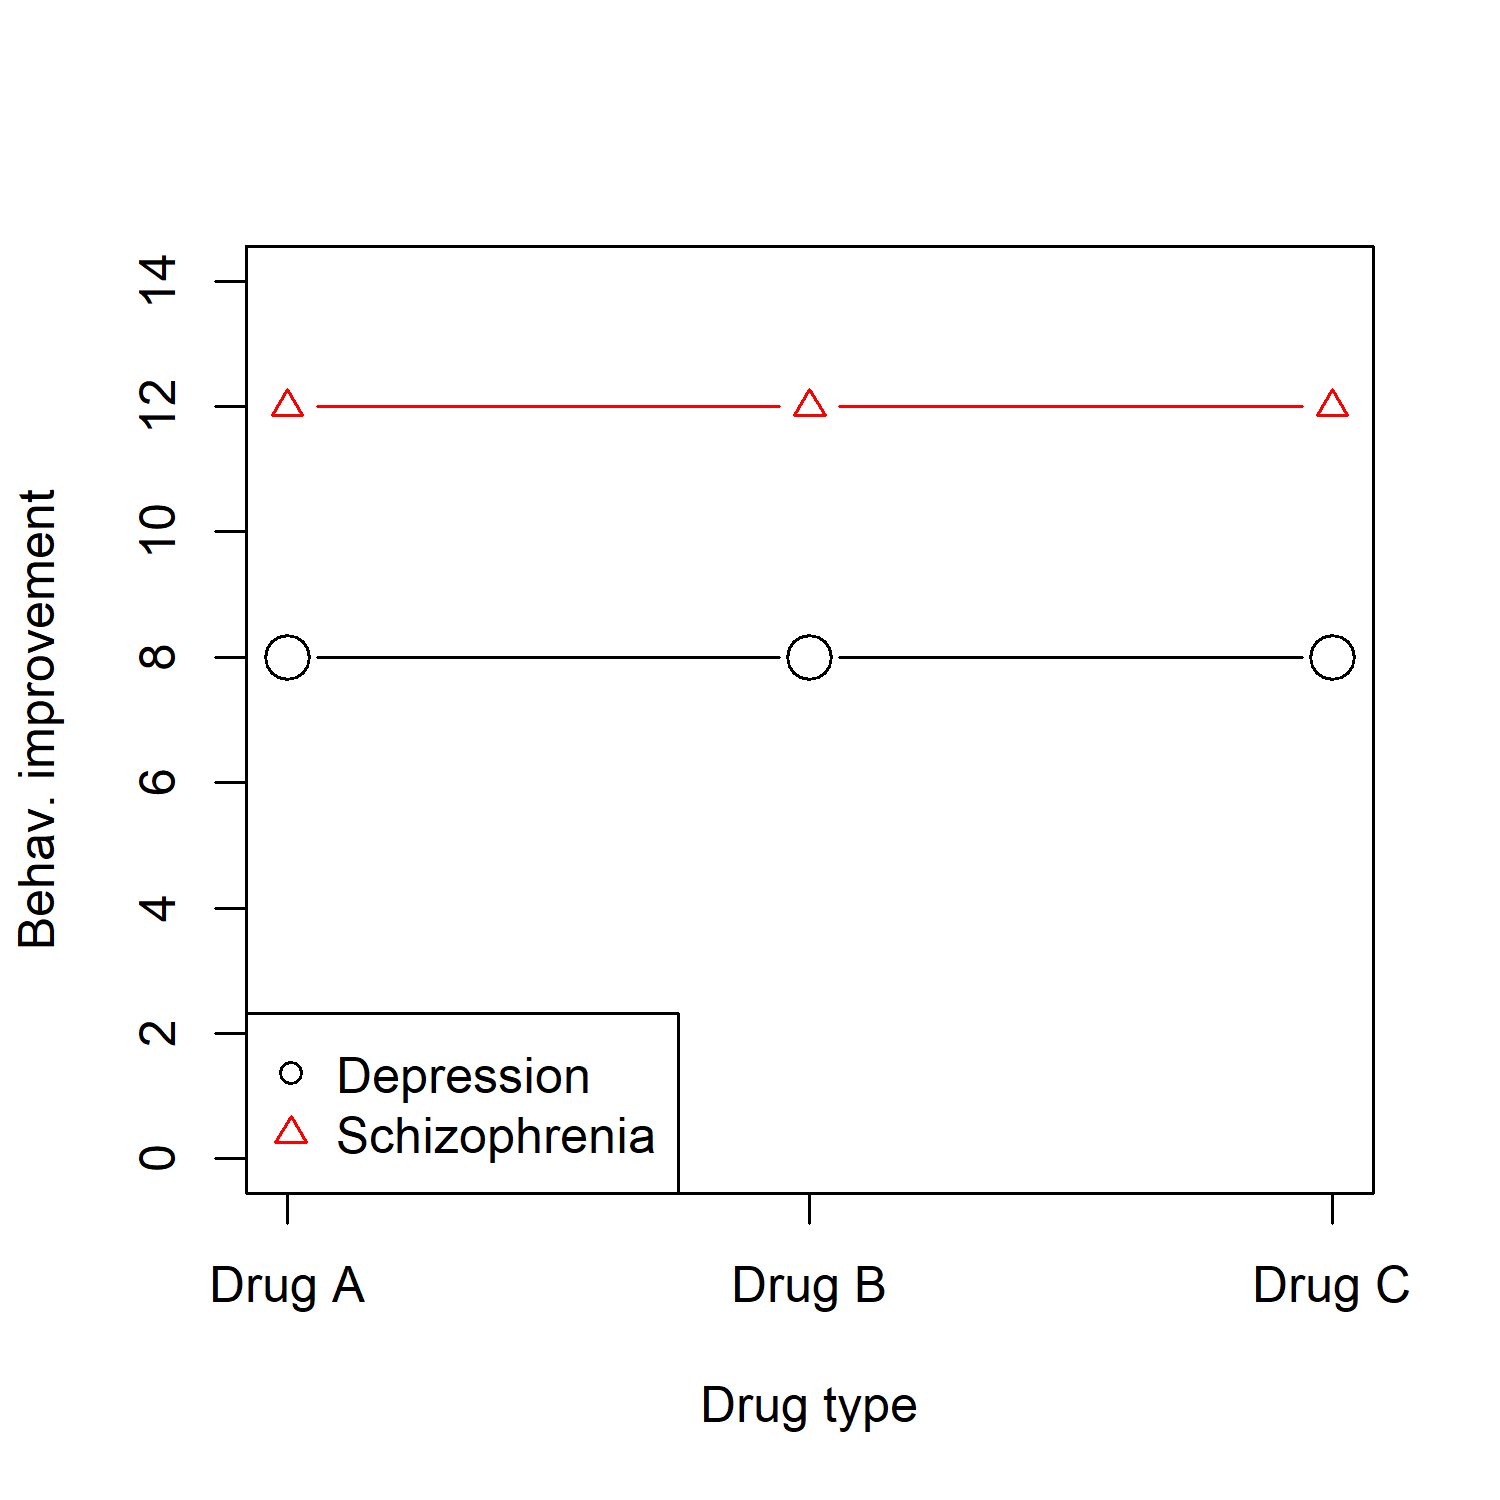 14
12
10
8
6
4
2
0
Behav. improvement
Depression
Schizophrenia
Drug A Drug B Drug C
Drug type